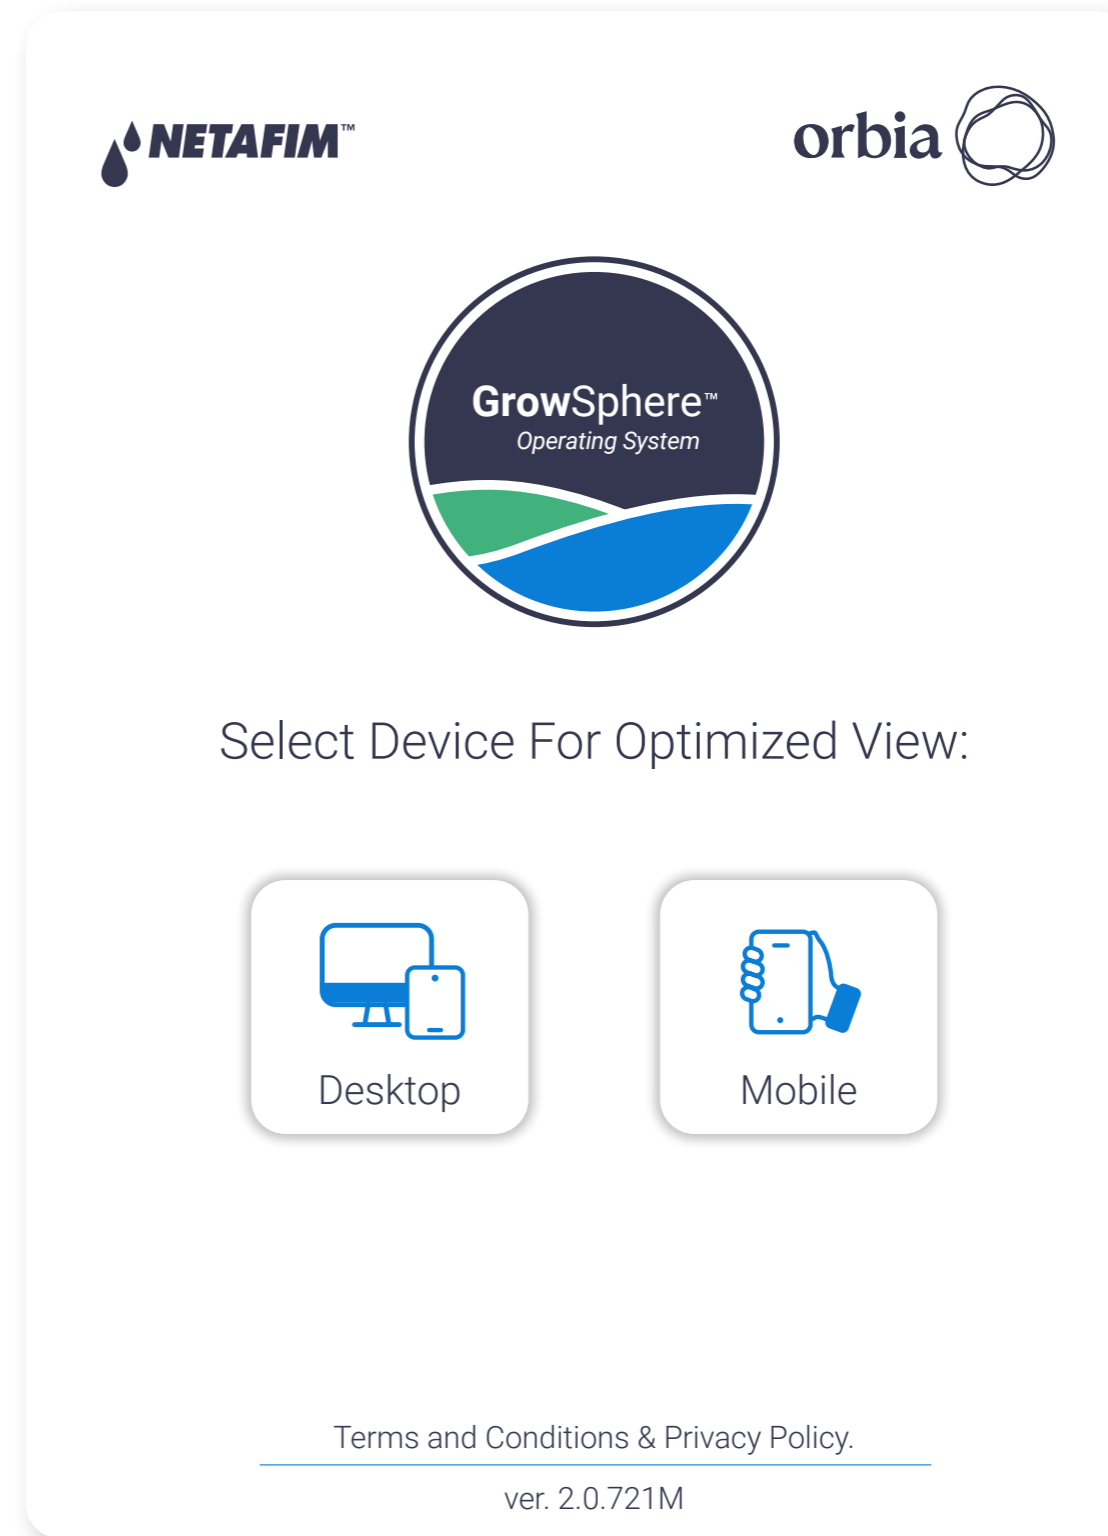 NETAFIM™
orbia
GrowSphere™
Operating System
Select Device For Optimized View:
Desktop
Mobile
Terms and Conditions & Privacy Policy.
ver. 2.0.721M